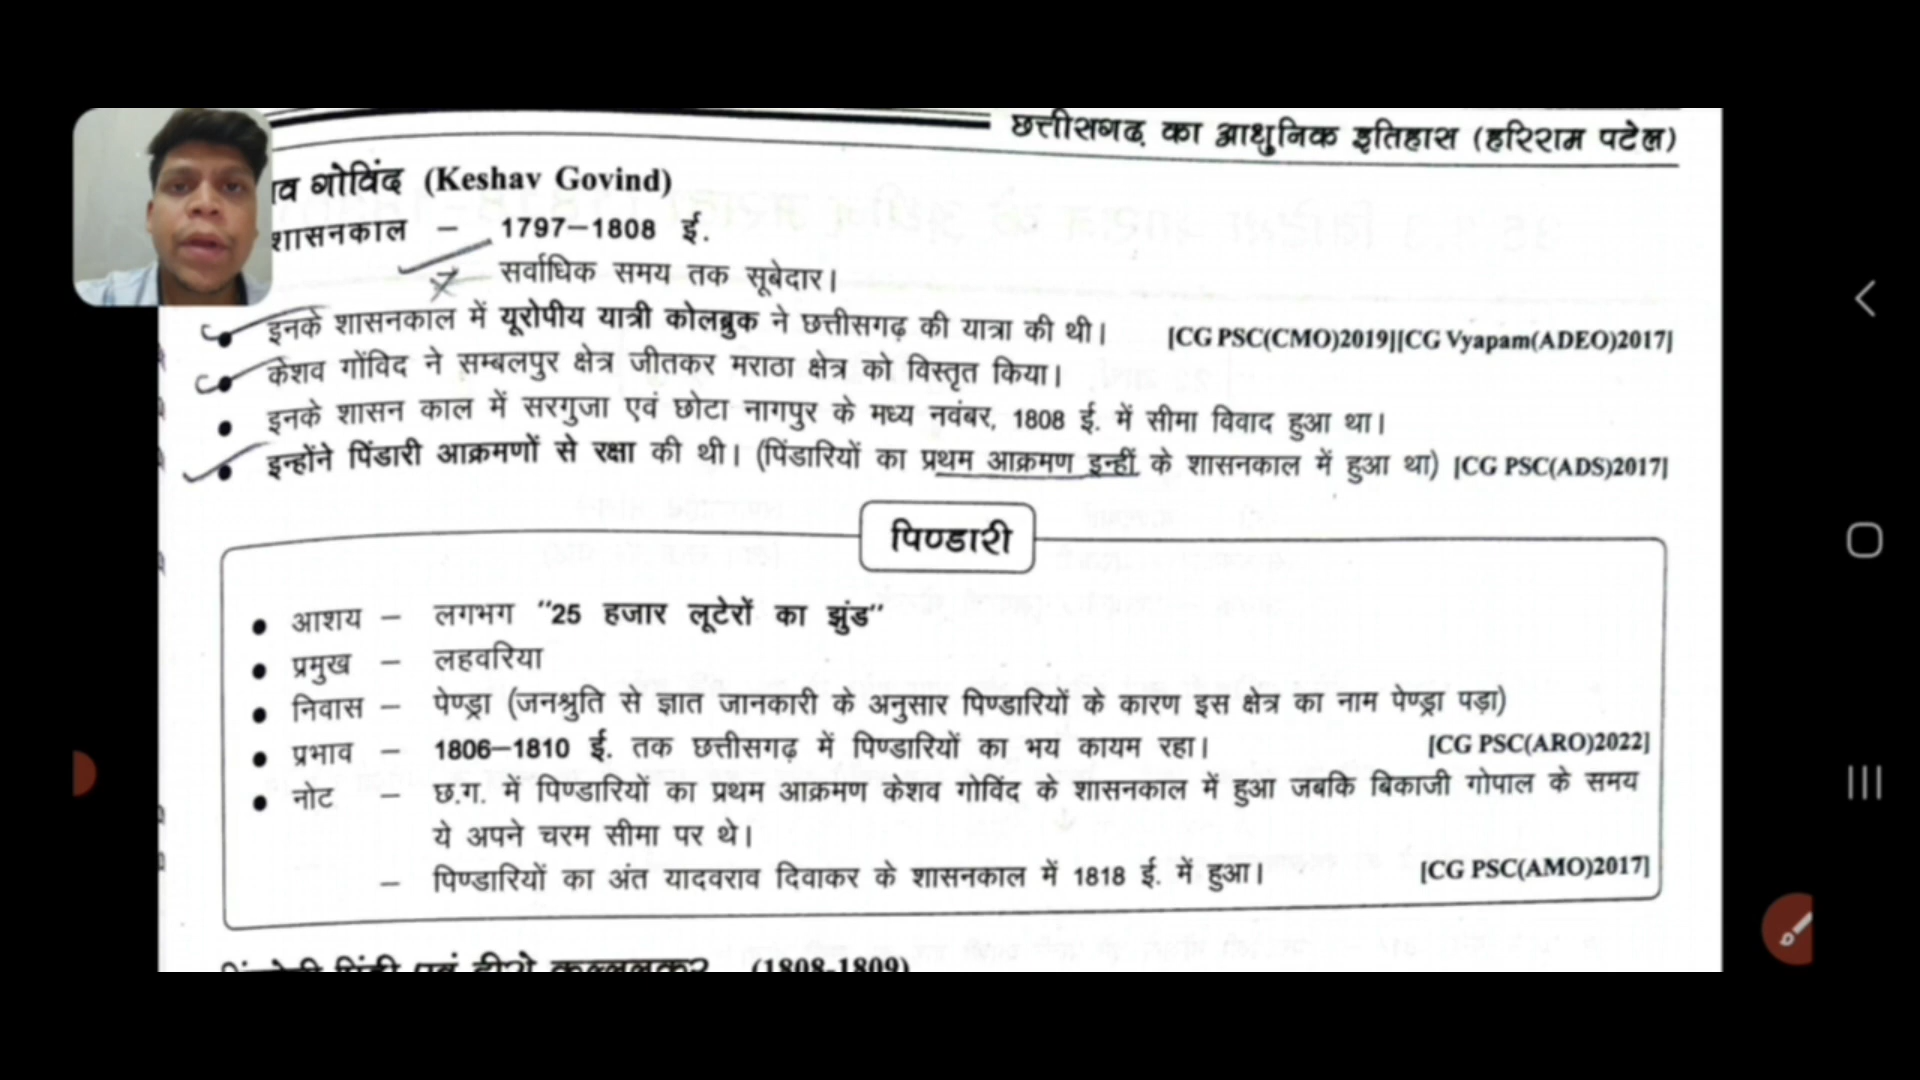 छत्तीसगढ़ का आधुनिक इतिहास (हरिराम पटेल)
गोविंद (Keshav Govind)
शासनकाल – 1797–1808 ई.
सर्वाधिक समय तक सूबेदार।
• इनके शासनकाल में यूरोपीय यात्री कोलब्रुक ने छत्तीसगढ़ की यात्रा की थी। [CG PSC(CMO)2019][CG Vyapam(ADEO)2017]
• केशव गोंविद ने सम्बलपुर क्षेत्र जीतकर मराठा क्षेत्र को विस्तृत किया।
• इनके शासन काल में सरगुजा एवं छोटा नागपुर के मध्य नवंबर, 1808 ई. में सीमा विवाद हुआ था।
• इन्होंने पिंडारी आक्रमणों से रक्षा की थी। (पिंडारियों का प्रथम आक्रमण इन्हीं के शासनकाल में हुआ था) [CG PSC(ADS)2017]
पिण्डारी
• आशय – लगभग "25 हजार लूटेरों का झुंड"
• प्रमुख – लहवरिया
• निवास – पेण्ड्रा (जनश्रुति से ज्ञात जानकारी के अनुसार पिण्डारियों के कारण इस क्षेत्र का नाम पेण्ड्रा पड़ा)
• प्रभाव – 1806–1810 ई. तक छत्तीसगढ़ में पिण्डारियों का भय कायम रहा। [CG PSC(ARO)2022]
• नोट – छ.ग. में पिण्डारियों का प्रथम आक्रमण केशव गोविंद के शासनकाल में हुआ जबकि बिकाजी गोपाल के समय
ये अपने चरम सीमा पर थे।
– पिण्डारियों का अंत यादवराव दिवाकर के शासनकाल में 1818 ई. में हुआ। [CG PSC(AMO)2017]
(1808-1809)